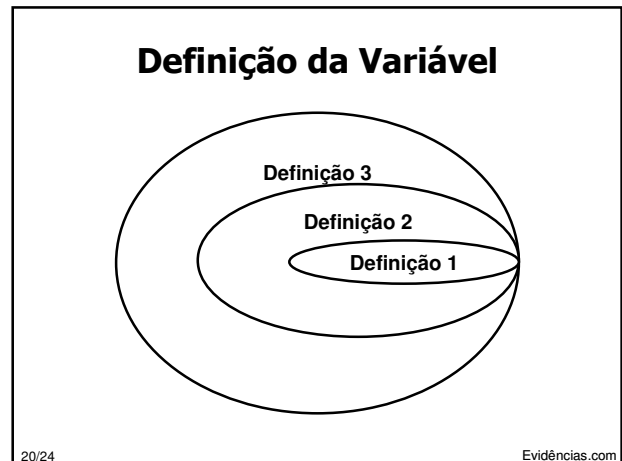 Definição da Variável
Definição 3
Definição 2
Definição 1
20/24
Evidências.com